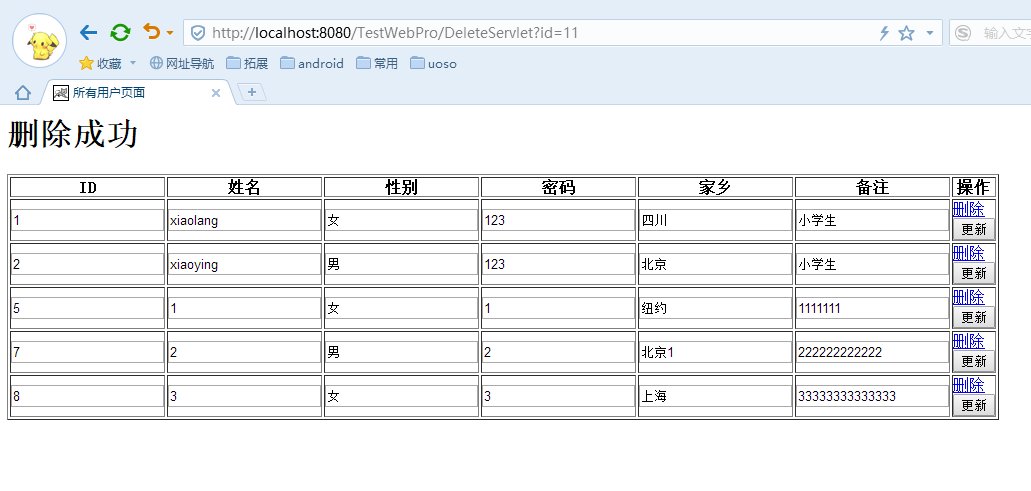 http://localhost:8080/TestWebPro/DeleteServlet?id=11 输入文字
收藏 网址导航 拓展 android 常用 uoso
所有用户页面
删除成功
ID 姓名 性别 密码 家乡 备注 操作
1 xiaolang 女 123 四川 小学生 删除
更新
2 xiaoying 男 123 北京 小学生 删除
更新
5 1 女 1 纽约 1111111 删除
更新
7 2 男 2 北京1 222222222222 删除
更新
8 3 女 3 上海 33333333333333 删除
更新